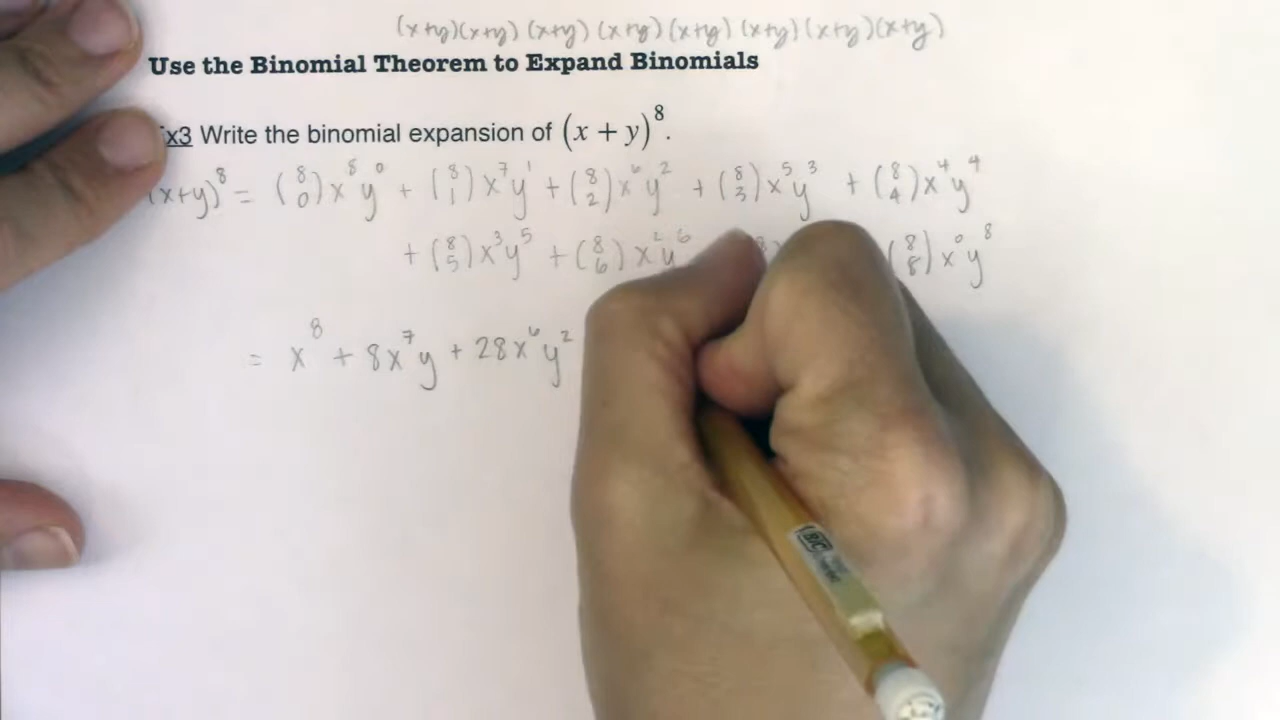 (x+y)(x+y)(x+y)(x+y)(x+y)(x+y)(x+y)(x+y)
Use the Binomial Theorem to Expand Binomials
x3 Write the binomial expansion of (x + y)^8.
(x+y)^8 = (8 0)x^8y^0 + (8 1)x^7y^1 + (8 2)x^6y^2 + (8 3)x^5y^3 + (8 4)x^4y^4
+ (8 5)x^3y^5 + (8 6)x^2y^6 (8 8)x^0y^8
= x^8 + 8x^7y + 28x^6y^2
BIC